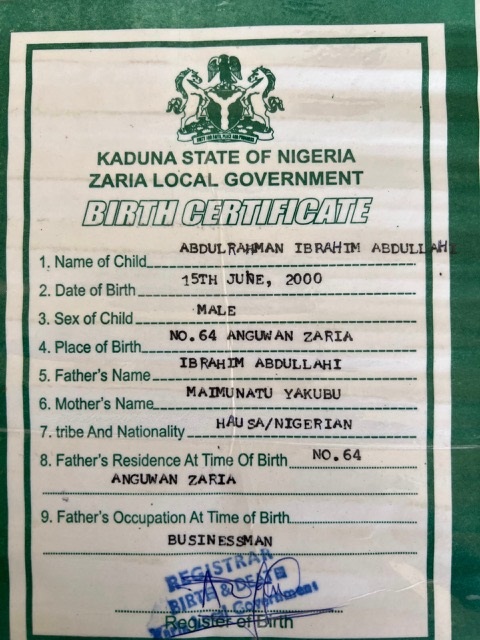 KADUNA STATE OF NIGERIA
ZARIA LOCAL GOVERNMENT
BIRTH CERTIFICATE
1. Name of Child ABDULRAHMAN IBRAHIM ABDULLAHI
2. Date of Birth 15TH JUNE, 2000
3. Sex of Child MALE
4. Place of Birth NO.64 ANGUWAN ZARIA
5. Father's Name IBRAHIM ABDULLAHI
6. Mother's Name MAIMUNATU YAKUBU
7. tribe And Nationality HAUSA/NIGERIAN
8. Father's Residence At Time Of Birth NO.64
ANGUWAN ZARIA
9. Father's Occupation At Time of Birth
BUSINESSMAN
REGISTRAR
BIRTH & DEATH
Government
Register of Birth